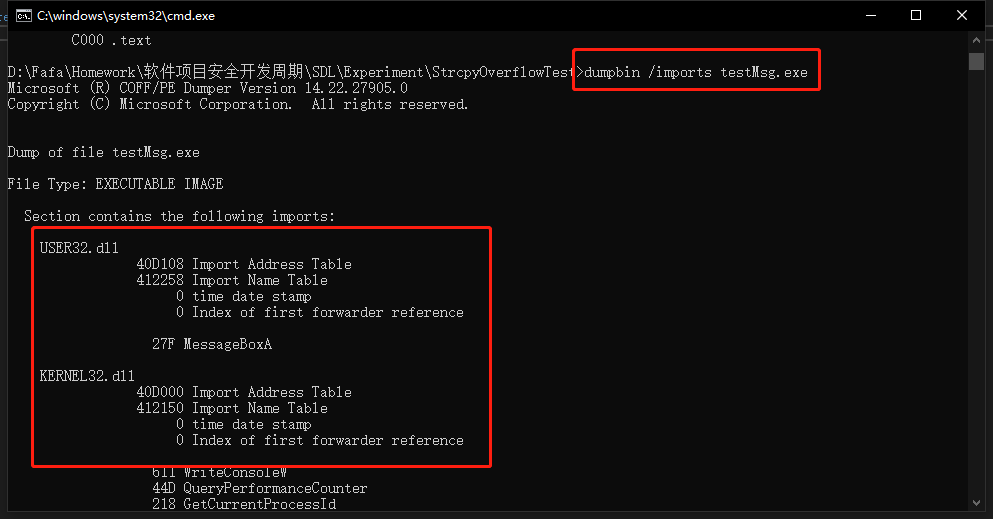 C:\windows\system32\cmd.exe
C000 .text
D:\Fafa\Homework\软件项目安全开发周期\SDL\Experiment\StrcpyOverflowTest>dumpbin /imports testMsg.exe
Microsoft (R) COFF/PE Dumper Version 14.22.27905.0
Copyright (C) Microsoft Corporation.  All rights reserved.
Dump of file testMsg.exe
File Type: EXECUTABLE IMAGE
Section contains the following imports:
USER32.dll
40D108 Import Address Table
412258 Import Name Table
0 time date stamp
0 Index of first forwarder reference
27F MessageBoxA
KERNEL32.dll
40D000 Import Address Table
412150 Import Name Table
0 time date stamp
0 Index of first forwarder reference
611 WriteConsoleW
44D QueryPerformanceCounter
218 GetCurrentProcessId